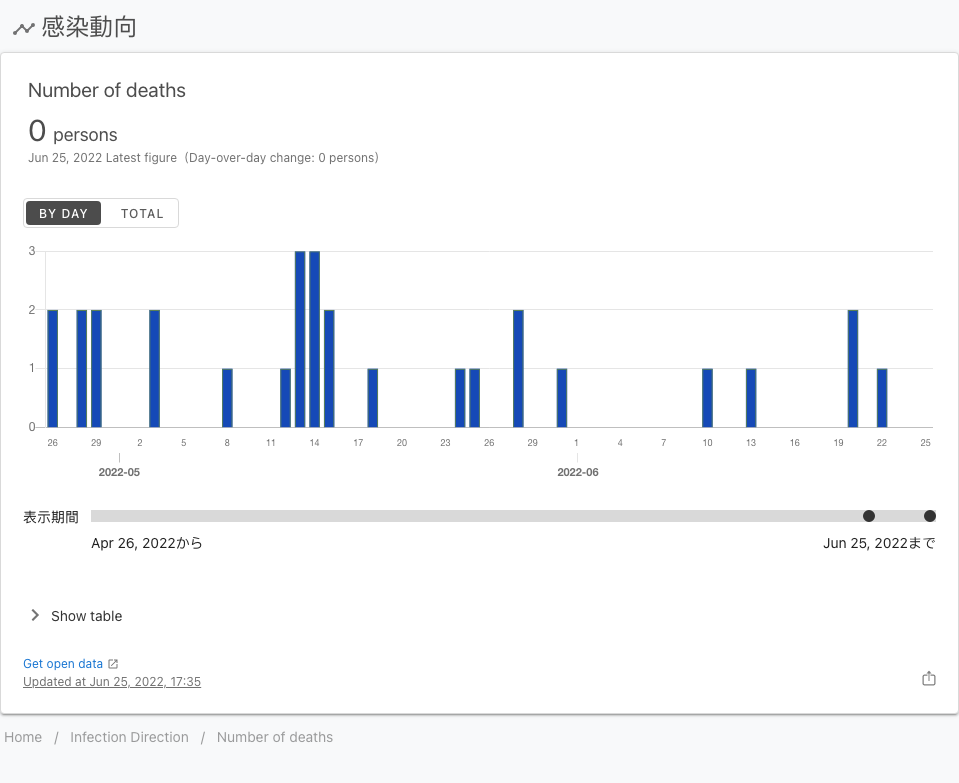 感染動向
Number of deaths
0 persons
Jun 25, 2022 Latest figure (Day-over-day change: 0 persons)
BY DAY TOTAL
3
2
1
0
26 29 2 5 8 11 14 17 20 23 26 29 1 4 7 10 13 16 19 22 25
2022-05 2022-06
表示期間
Apr 26, 2022から Jun 25, 2022まで
Show table
Get open data
Updated at Jun 25, 2022, 17:35
Home / Infection Direction / Number of deaths